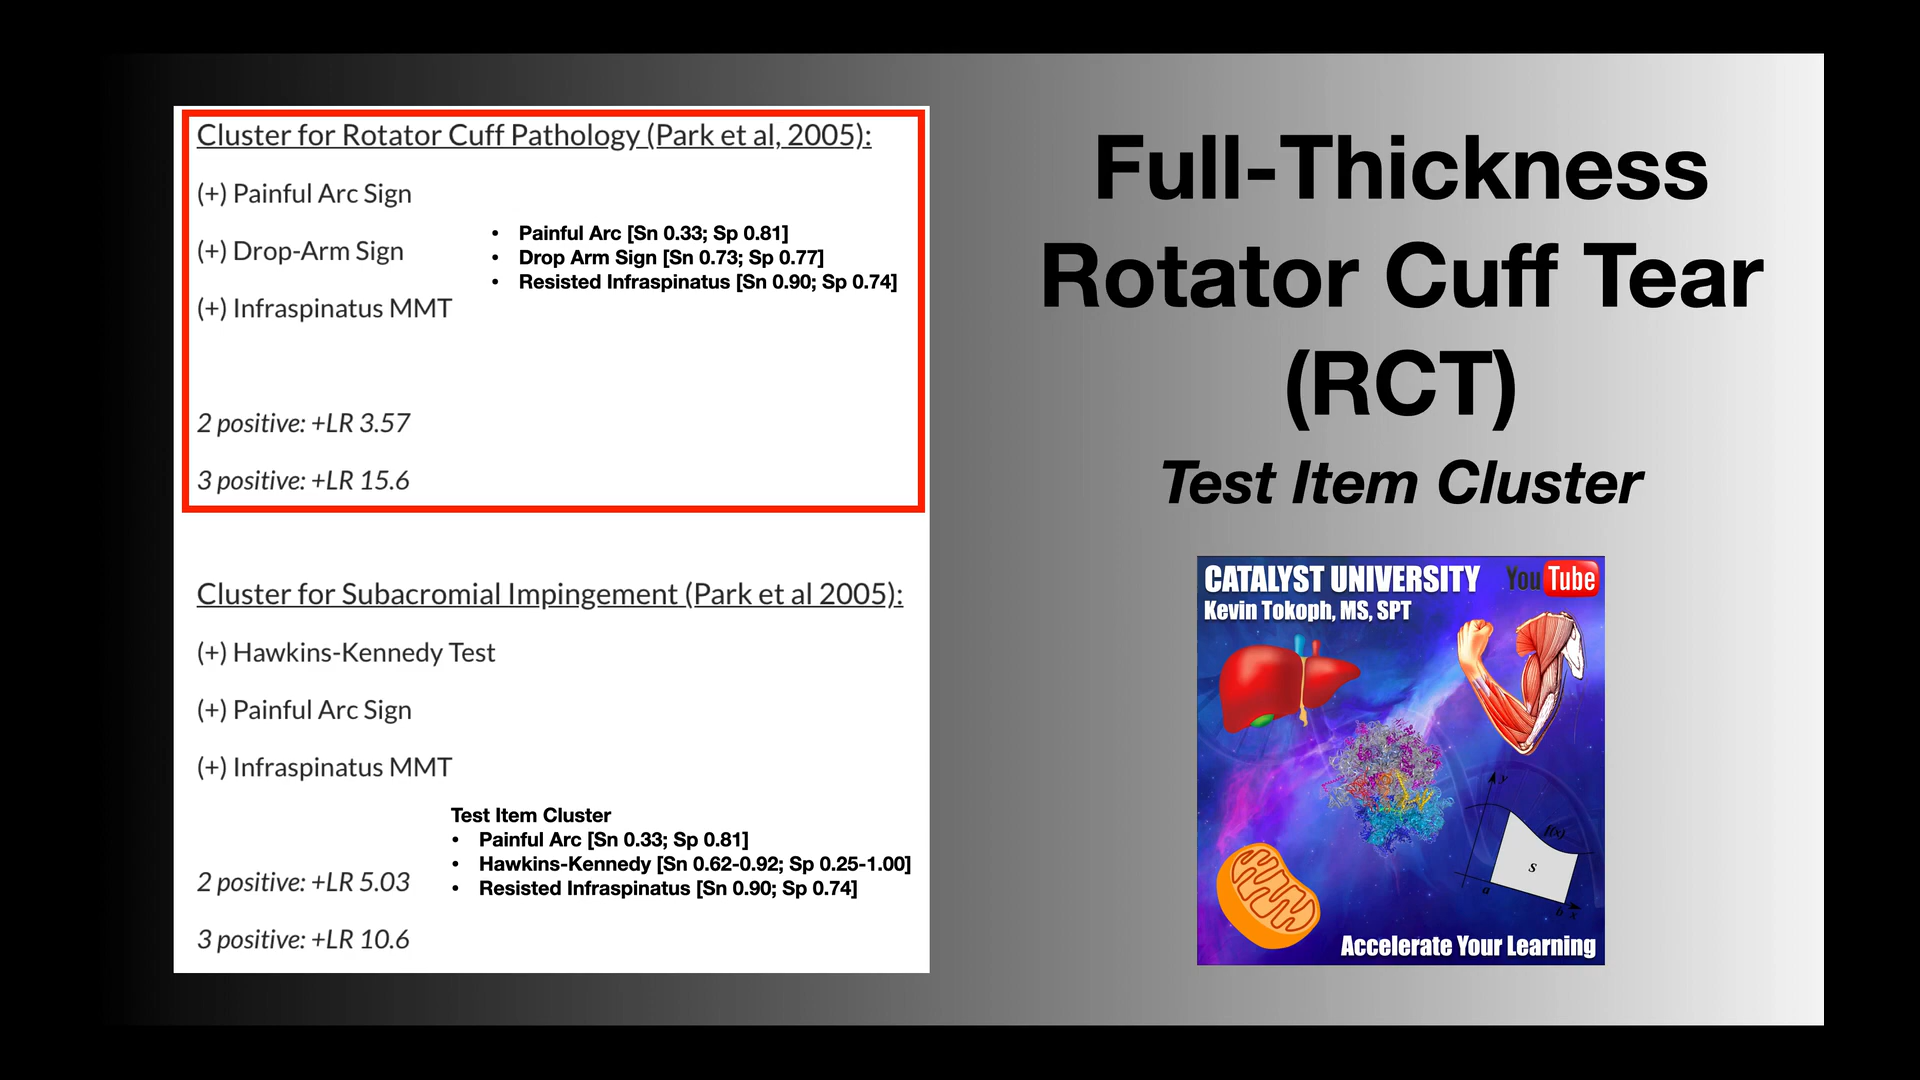 Cluster for Rotator Cuff Pathology (Park et al, 2005):
(+) Painful Arc Sign
(+) Drop-Arm Sign
(+) Infraspinatus MMT
• Painful Arc [Sn 0.33; Sp 0.81]
• Drop Arm Sign [Sn 0.73; Sp 0.77]
• Resisted Infraspinatus [Sn 0.90; Sp 0.74]
2 positive: +LR 3.57
3 positive: +LR 15.6
Cluster for Subacromial Impingement (Park et al 2005):
(+) Hawkins-Kennedy Test
(+) Painful Arc Sign
(+) Infraspinatus MMT
Test Item Cluster
• Painful Arc [Sn 0.33; Sp 0.81]
• Hawkins-Kennedy [Sn 0.62-0.92; Sp 0.25-1.00]
• Resisted Infraspinatus [Sn 0.90; Sp 0.74]
2 positive: +LR 5.03
3 positive: +LR 10.6
Full-Thickness
Rotator Cuff Tear
(RCT)
Test Item Cluster
CATALYST UNIVERSITY
YouTube
Kevin Tokoph, MS, SPT
y
f(x)
S
a
b x
Accelerate Your Learning